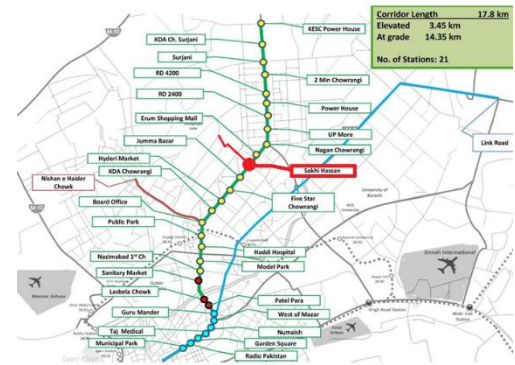 Corridor Length 17.8 km
Elevated 3.45 km
At grade 14.35 km
No. of Stations: 21
KESC Power House
KDA Ch. Surjani
Surjani
RD 4200
2 Min Chowrangi
RD 2400
Power House
Erum Shopping Mall
UP More
Jumma Bazar
Nagan Chowrangi
Link Road
Hyderi Market
Sakhi Hassan
KDA Chowrangi
Nishan e Haider
Chowk
University of
Karachi
Five Star
Chowrangi
Board Office
Public Park
Haddi Hospital
Jinnah International
Nazimabad 1st Ch
Model Park
Sanitary Market
Masroor Airbase
Lasbela Chowk
Patel Para
Guru Mander
West of Mazar
Taj Medical
Numaish
Municipal Park
Garden Square
Radio Pakistan